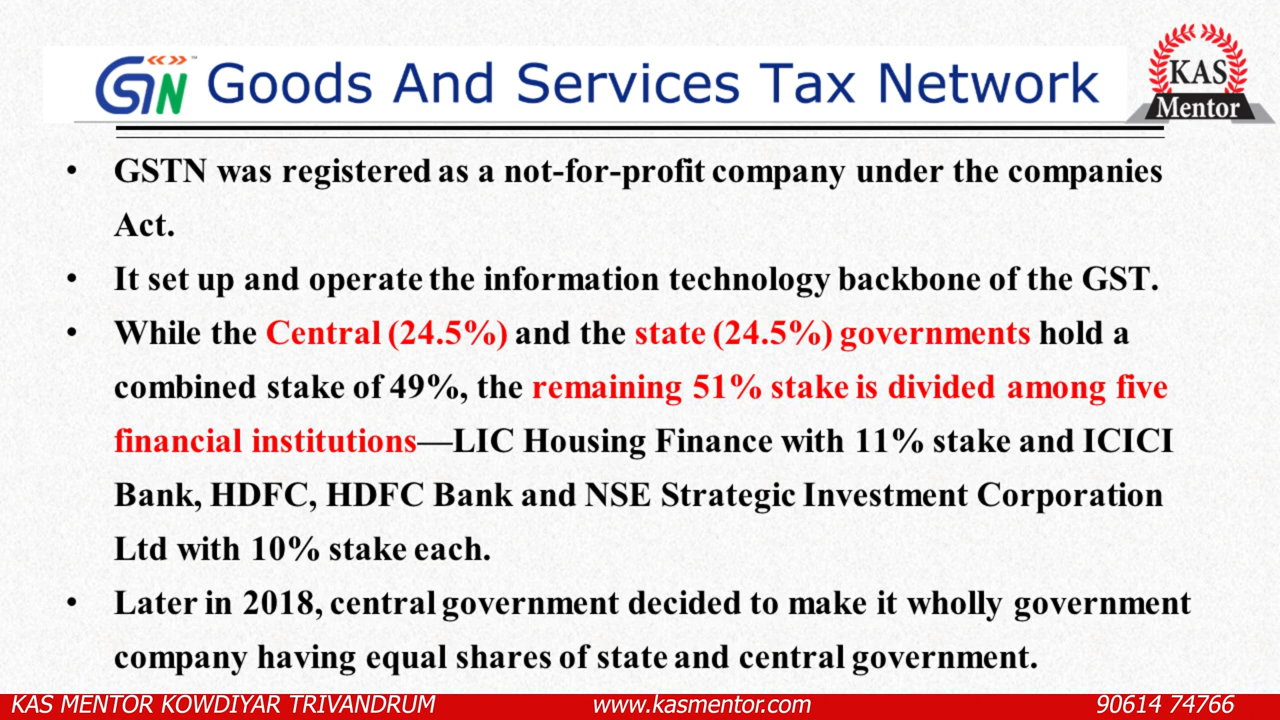 GSTN Goods And Services Tax Network
KAS
Mentor
• GSTN was registered as a not-for-profit company under the companies
Act.
• It set up and operate the information technology backbone of the GST.
• While the Central (24.5%) and the state (24.5%) governments hold a
combined stake of 49%, the remaining 51% stake is divided among five
financial institutions—LIC Housing Finance with 11% stake and ICICI
Bank, HDFC, HDFC Bank and NSE Strategic Investment Corporation
Ltd with 10% stake each.
• Later in 2018, central government decided to make it wholly government
company having equal shares of state and central government.
KAS MENTOR KOWDIYAR TRIVANDRUM www.kasmentor.com 90614 74766